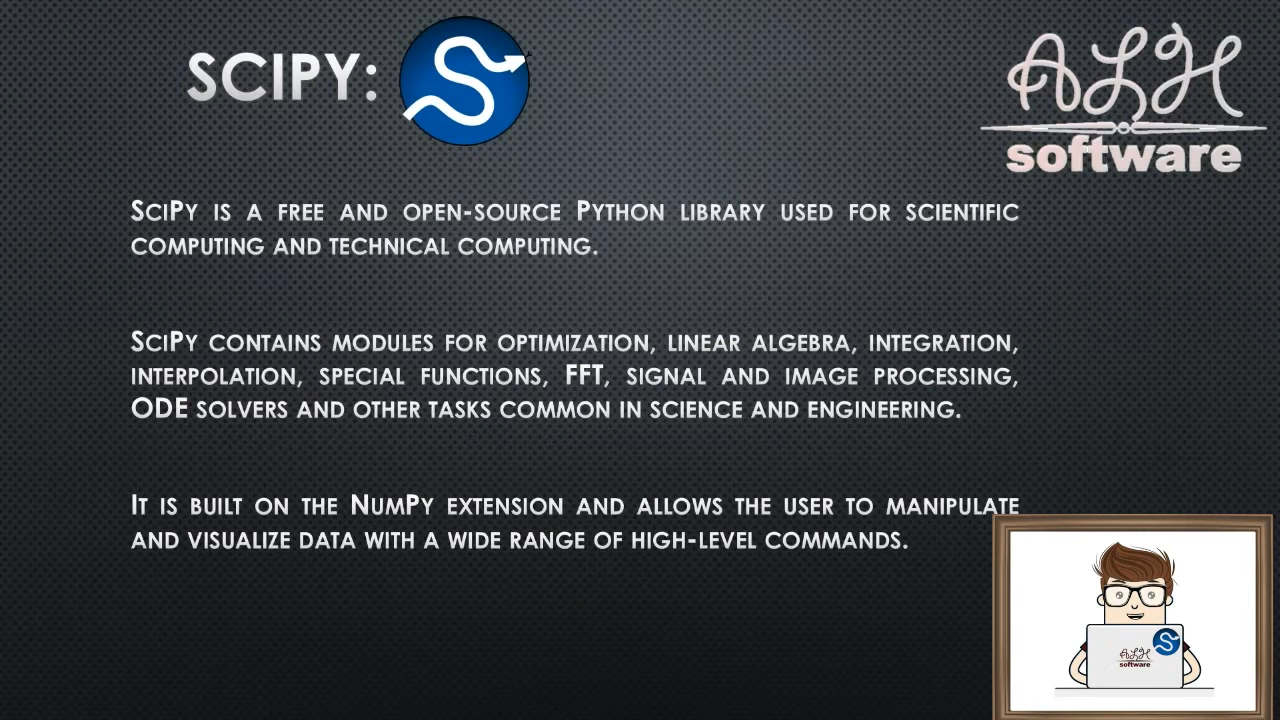 SCIPY:
ALH
software
SciPy is a free and open-source Python library used for scientific
computing and technical computing.
SciPy contains modules for optimization, linear algebra, integration,
interpolation, special functions, FFT, signal and image processing,
ODE solvers and other tasks common in science and engineering.
It is built on the NumPy extension and allows the user to manipulate
and visualize data with a wide range of high-level commands.
ALH
software